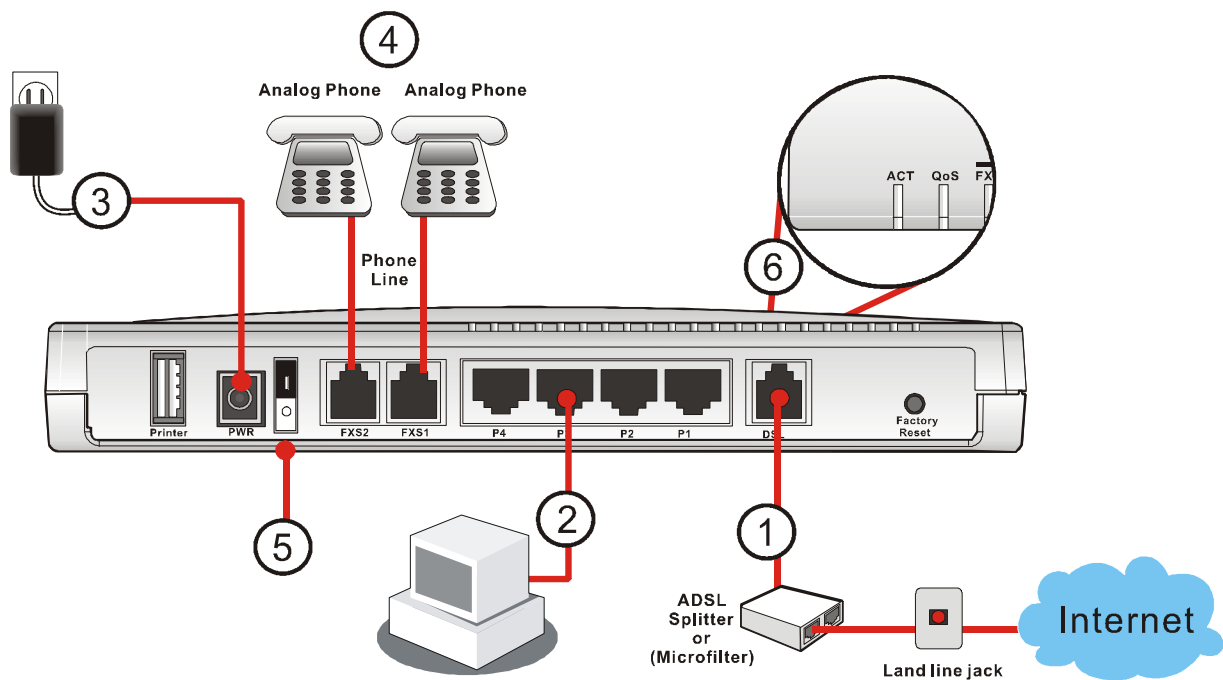 4
Analog Phone
Analog Phone
ACT
QoS
FX
3
Phone
Line
6
Printer
PWR
FXS2
FXS1
P4
P2
P1
DSL
Factory
Reset
5
2
1
ADSL
Splitter
or
(Microfilter)
Land line jack
Internet